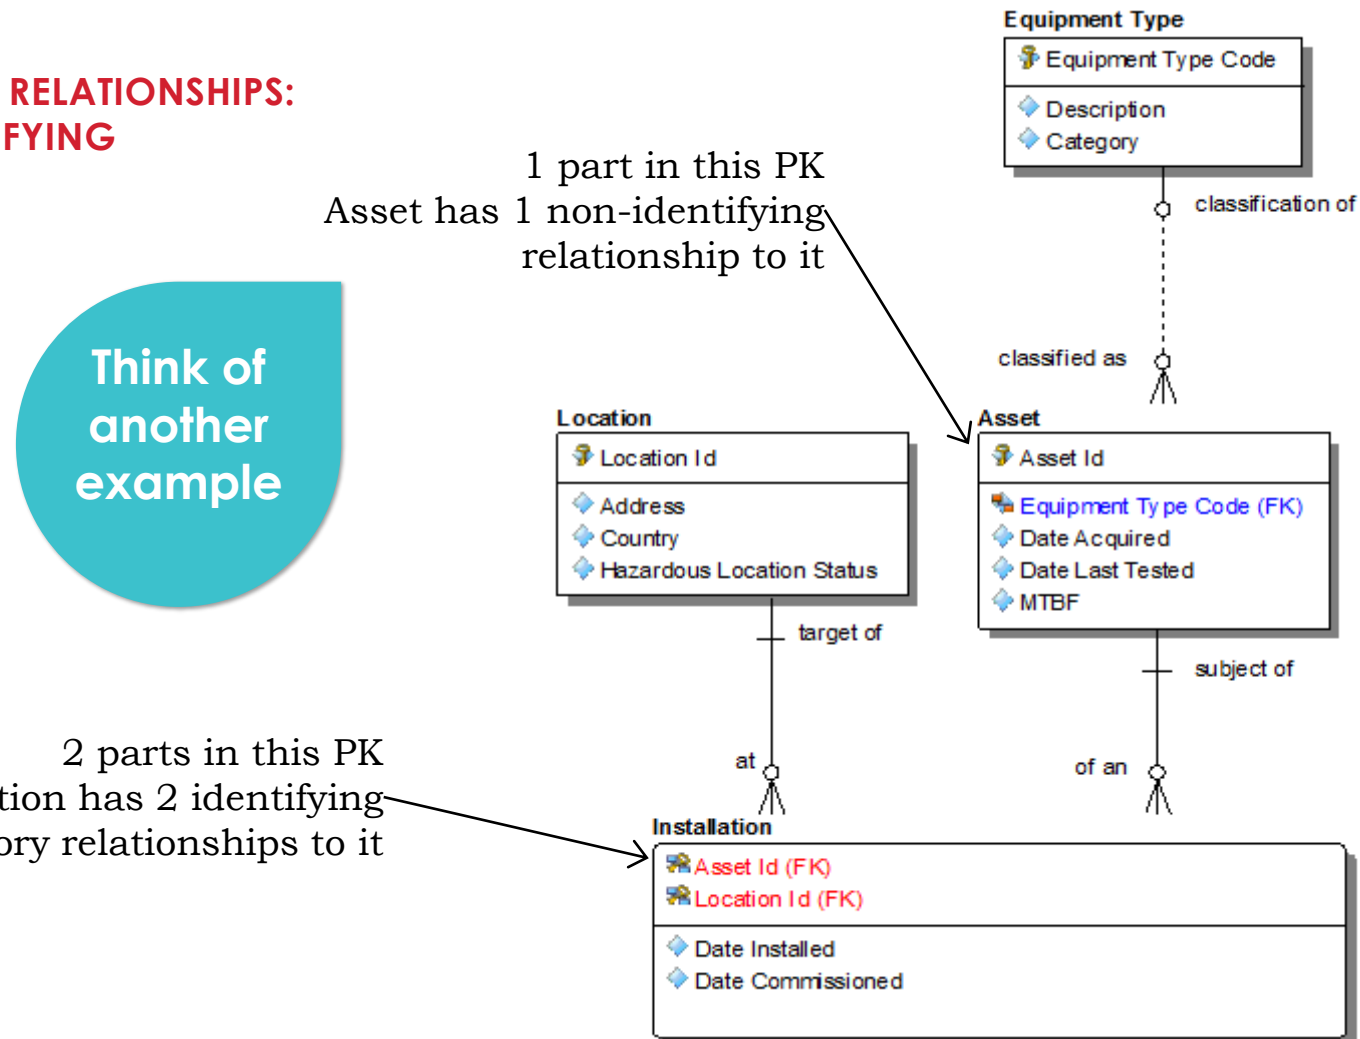 RELATIONSHIPS:
FYING
Think of
another
example
1 part in this PK
Asset has 1 non-identifying
relationship to it
2 parts in this PK
tion has 2 identifying
ory relationships to it
Equipment Type
Equipment Type Code
Description
Category
classification of
classified as
Location
Location Id
Address
Country
Hazardous Location Status
Asset
Asset Id
Equipment Type Code (FK)
Date Acquired
Date Last Tested
MTBF
target of
subject of
at
of an
Installation
Asset Id (FK)
Location Id (FK)
Date Installed
Date Commissioned